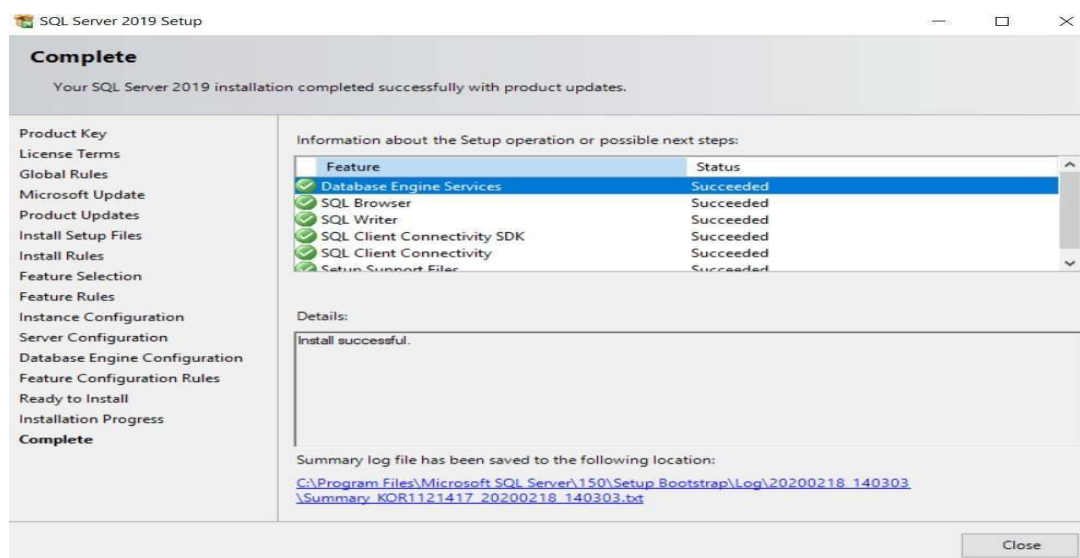 SQL Server 2019 Setup
Complete
Your SQL Server 2019 installation completed successfully with product updates.
Product Key
License Terms
Global Rules
Microsoft Update
Product Updates
Install Setup Files
Install Rules
Feature Selection
Feature Rules
Instance Configuration
Server Configuration
Database Engine Configuration
Feature Configuration Rules
Ready to Install
Installation Progress
Complete
Information about the Setup operation or possible next steps:
Feature Status
Database Engine Services Succeeded
SQL Browser Succeeded
SQL Writer Succeeded
SQL Client Connectivity SDK Succeeded
SQL Client Connectivity Succeeded
Setup Support Files Succeeded
Details:
Install successful.
Summary log file has been saved to the following location:
C:\Program Files\Microsoft SQL Server\150\Setup Bootstrap\Log\20200218_140303
\Summary_KOR1121417_20200218_140303.txt
Close